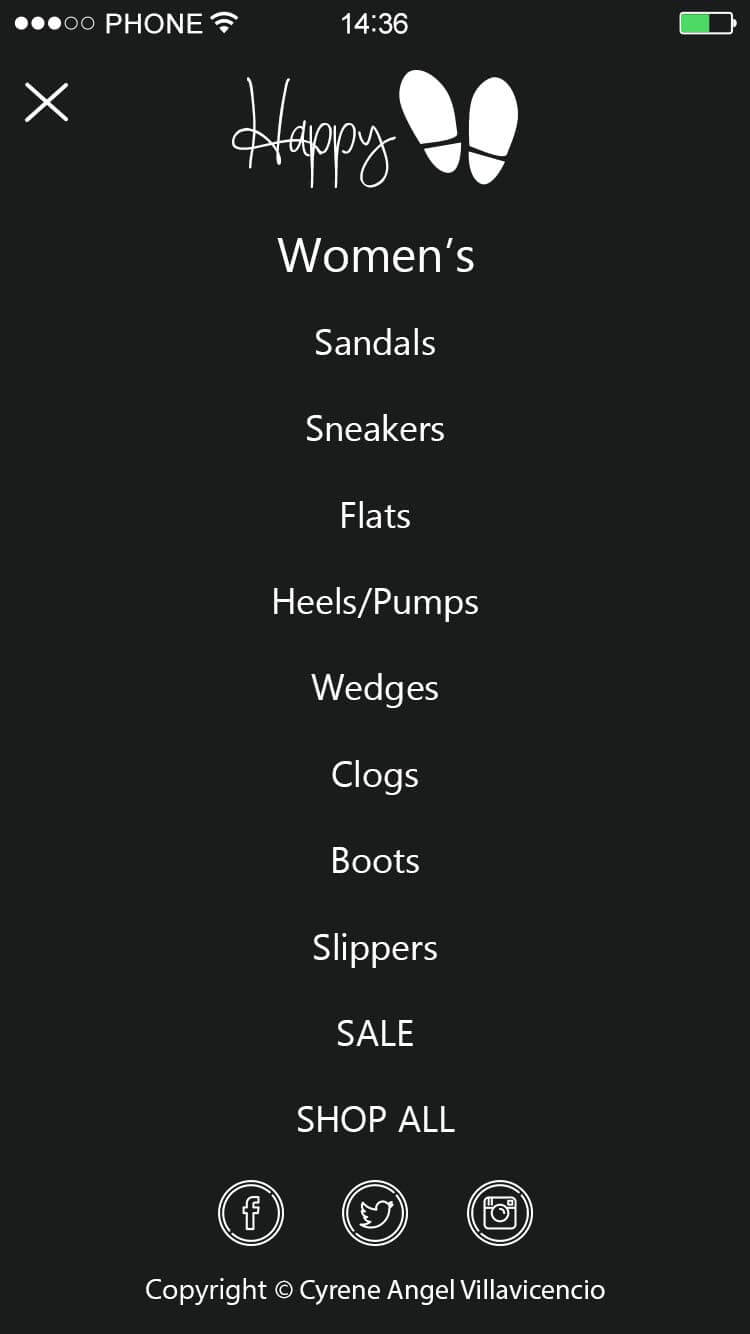 PHONE 14:36
Happy
Women’s
Sandals
Sneakers
Flats
Heels/Pumps
Wedges
Clogs
Boots
Slippers
SALE
SHOP ALL
Copyright © Cyrene Angel Villavicencio